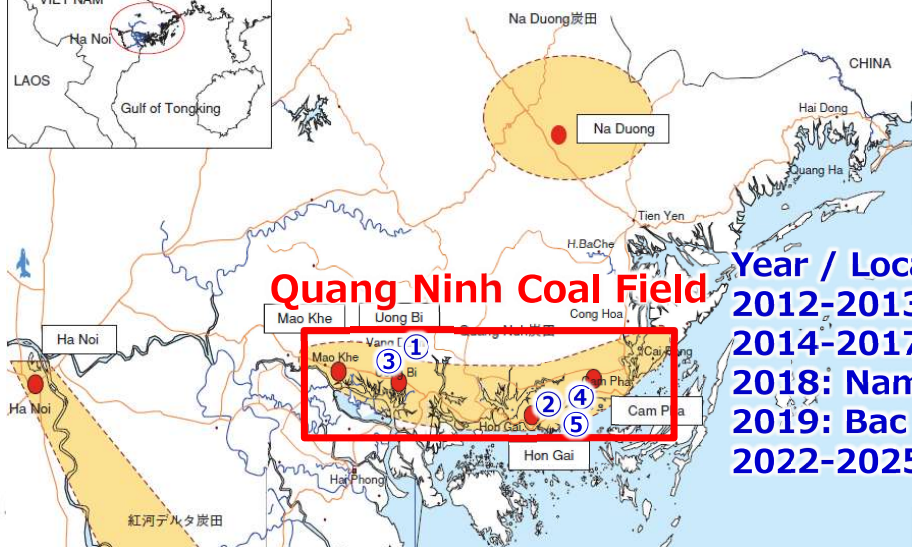 VIET NAM
Ha Noi
LAOS
Gulf of Tongking
Na Duong炭田
CHINA
Hai Dong
Na Duong
Quang Ha
Tien Yen
H.BaChe
Quang Ninh Coal Field
Year / Loca
2012-2013
2014-2017
2018: Nam
2019: Bac
2022-2025
Mao Khe
Uong Bi
Cong Hoa
Ha Noi
Mao Khe
①
③
Bi
Cam Pha
②
④
⑤
Cam Pha
Hon Gai
Hon Gai
Ha Noi
Hai Phong
紅河デルタ炭田